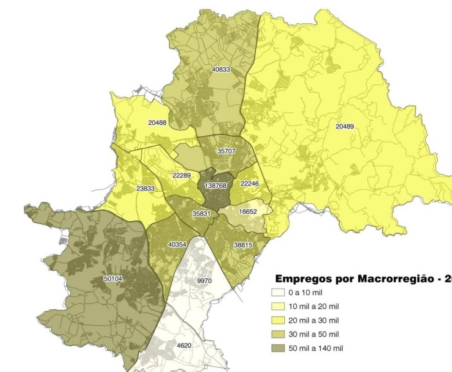 40833
20488
20489
35707
22289
138768
22246
23833
16652
35831
40354
38815
50104
9970
4620
Empregos por Macrorregião - 2
0 a 10 mil
10 mil a 20 mil
20 mil a 30 mil
30 mil a 50 mil
50 mil a 140 mil